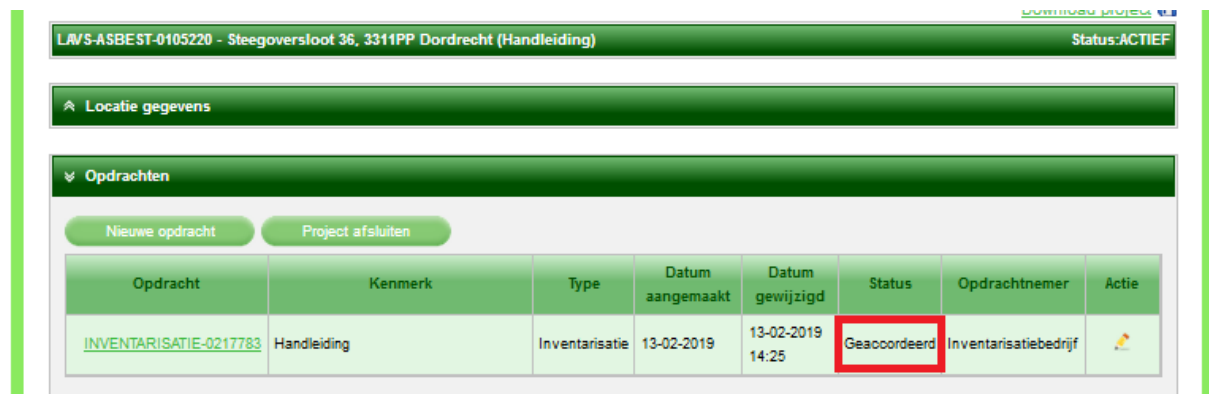 Download project
LAVS-ASBEST-0105220 - Steegoversloot 36, 3311PP Dordrecht (Handleiding) Status:ACTIEF
Locatie gegevens
Opdrachten
Nieuwe opdracht Project afsluiten
Opdracht Kenmerk Type Datum aangemaakt Datum gewijzigd Status Opdrachtnemer Actie
INVENTARISATIE-0217783 Handleiding Inventarisatie 13-02-2019 13-02-2019 14:25 Geaccordeerd Inventarisatiebedrijf